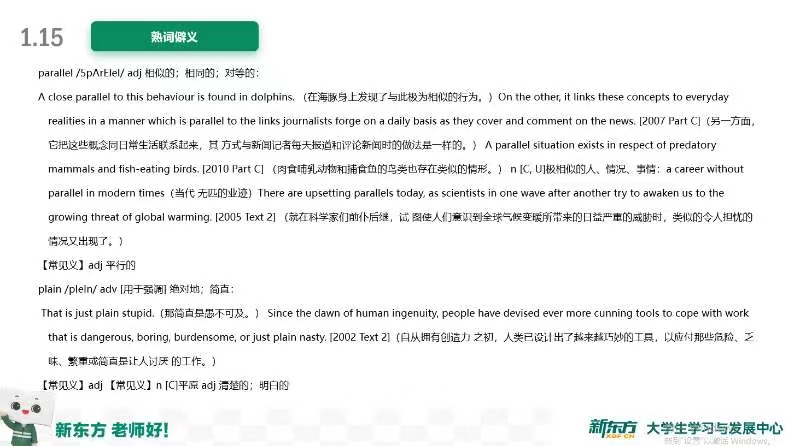 1.15
熟词僻义
parallel /5pArElel/ adj 相似的；相同的；对等的：
A close parallel to this behaviour is found in dolphins. （在海豚身上发现了与此极为相似的行为。）On the other, it links these concepts to everyday
realities in a manner which is parallel to the links journalists forge on a daily basis as they cover and comment on the news. [2007 Part C]（另一方面，
它把这些概念同日常生活联系起来，其 方式与新闻记者每天报道和评论新闻时的做法是一样的。） A parallel situation exists in respect of predatory
mammals and fish-eating birds. [2010 Part C] （肉食哺乳动物和捕食鱼的鸟类也存在类似的情形。） n [C, U]极相似的人、情况、事情：a career without
parallel in modern times（当代 无匹的业迹）There are upsetting parallels today, as scientists in one wave after another try to awaken us to the
growing threat of global warming. [2005 Text 2] （就在科学家们前仆后继，试 图使人们意识到全球气候变暖所带来的日益严重的威胁时，类似的令人担忧的
情况又出现了。）
【常见义】adj 平行的
plain /pleIn/ adv [用于强调] 绝对地；简直：
That is just plain stupid.（那简直是愚不可及。） Since the dawn of human ingenuity, people have devised ever more cunning tools to cope with work
that is dangerous, boring, burdensome, or just plain nasty. [2002 Text 2]（自从拥有创造力 之初，人类已设计出了越来越巧妙的工具，以应付那些危险、乏
味、繁重或简直是让人讨厌 的工作。）
【常见义】adj 【常见义】n [C]平原 adj 清楚的；明白的
新东方 老师好!
新东方 大学生学习与发展中心
XDF.CN
转到"设置"以激活 Windows。